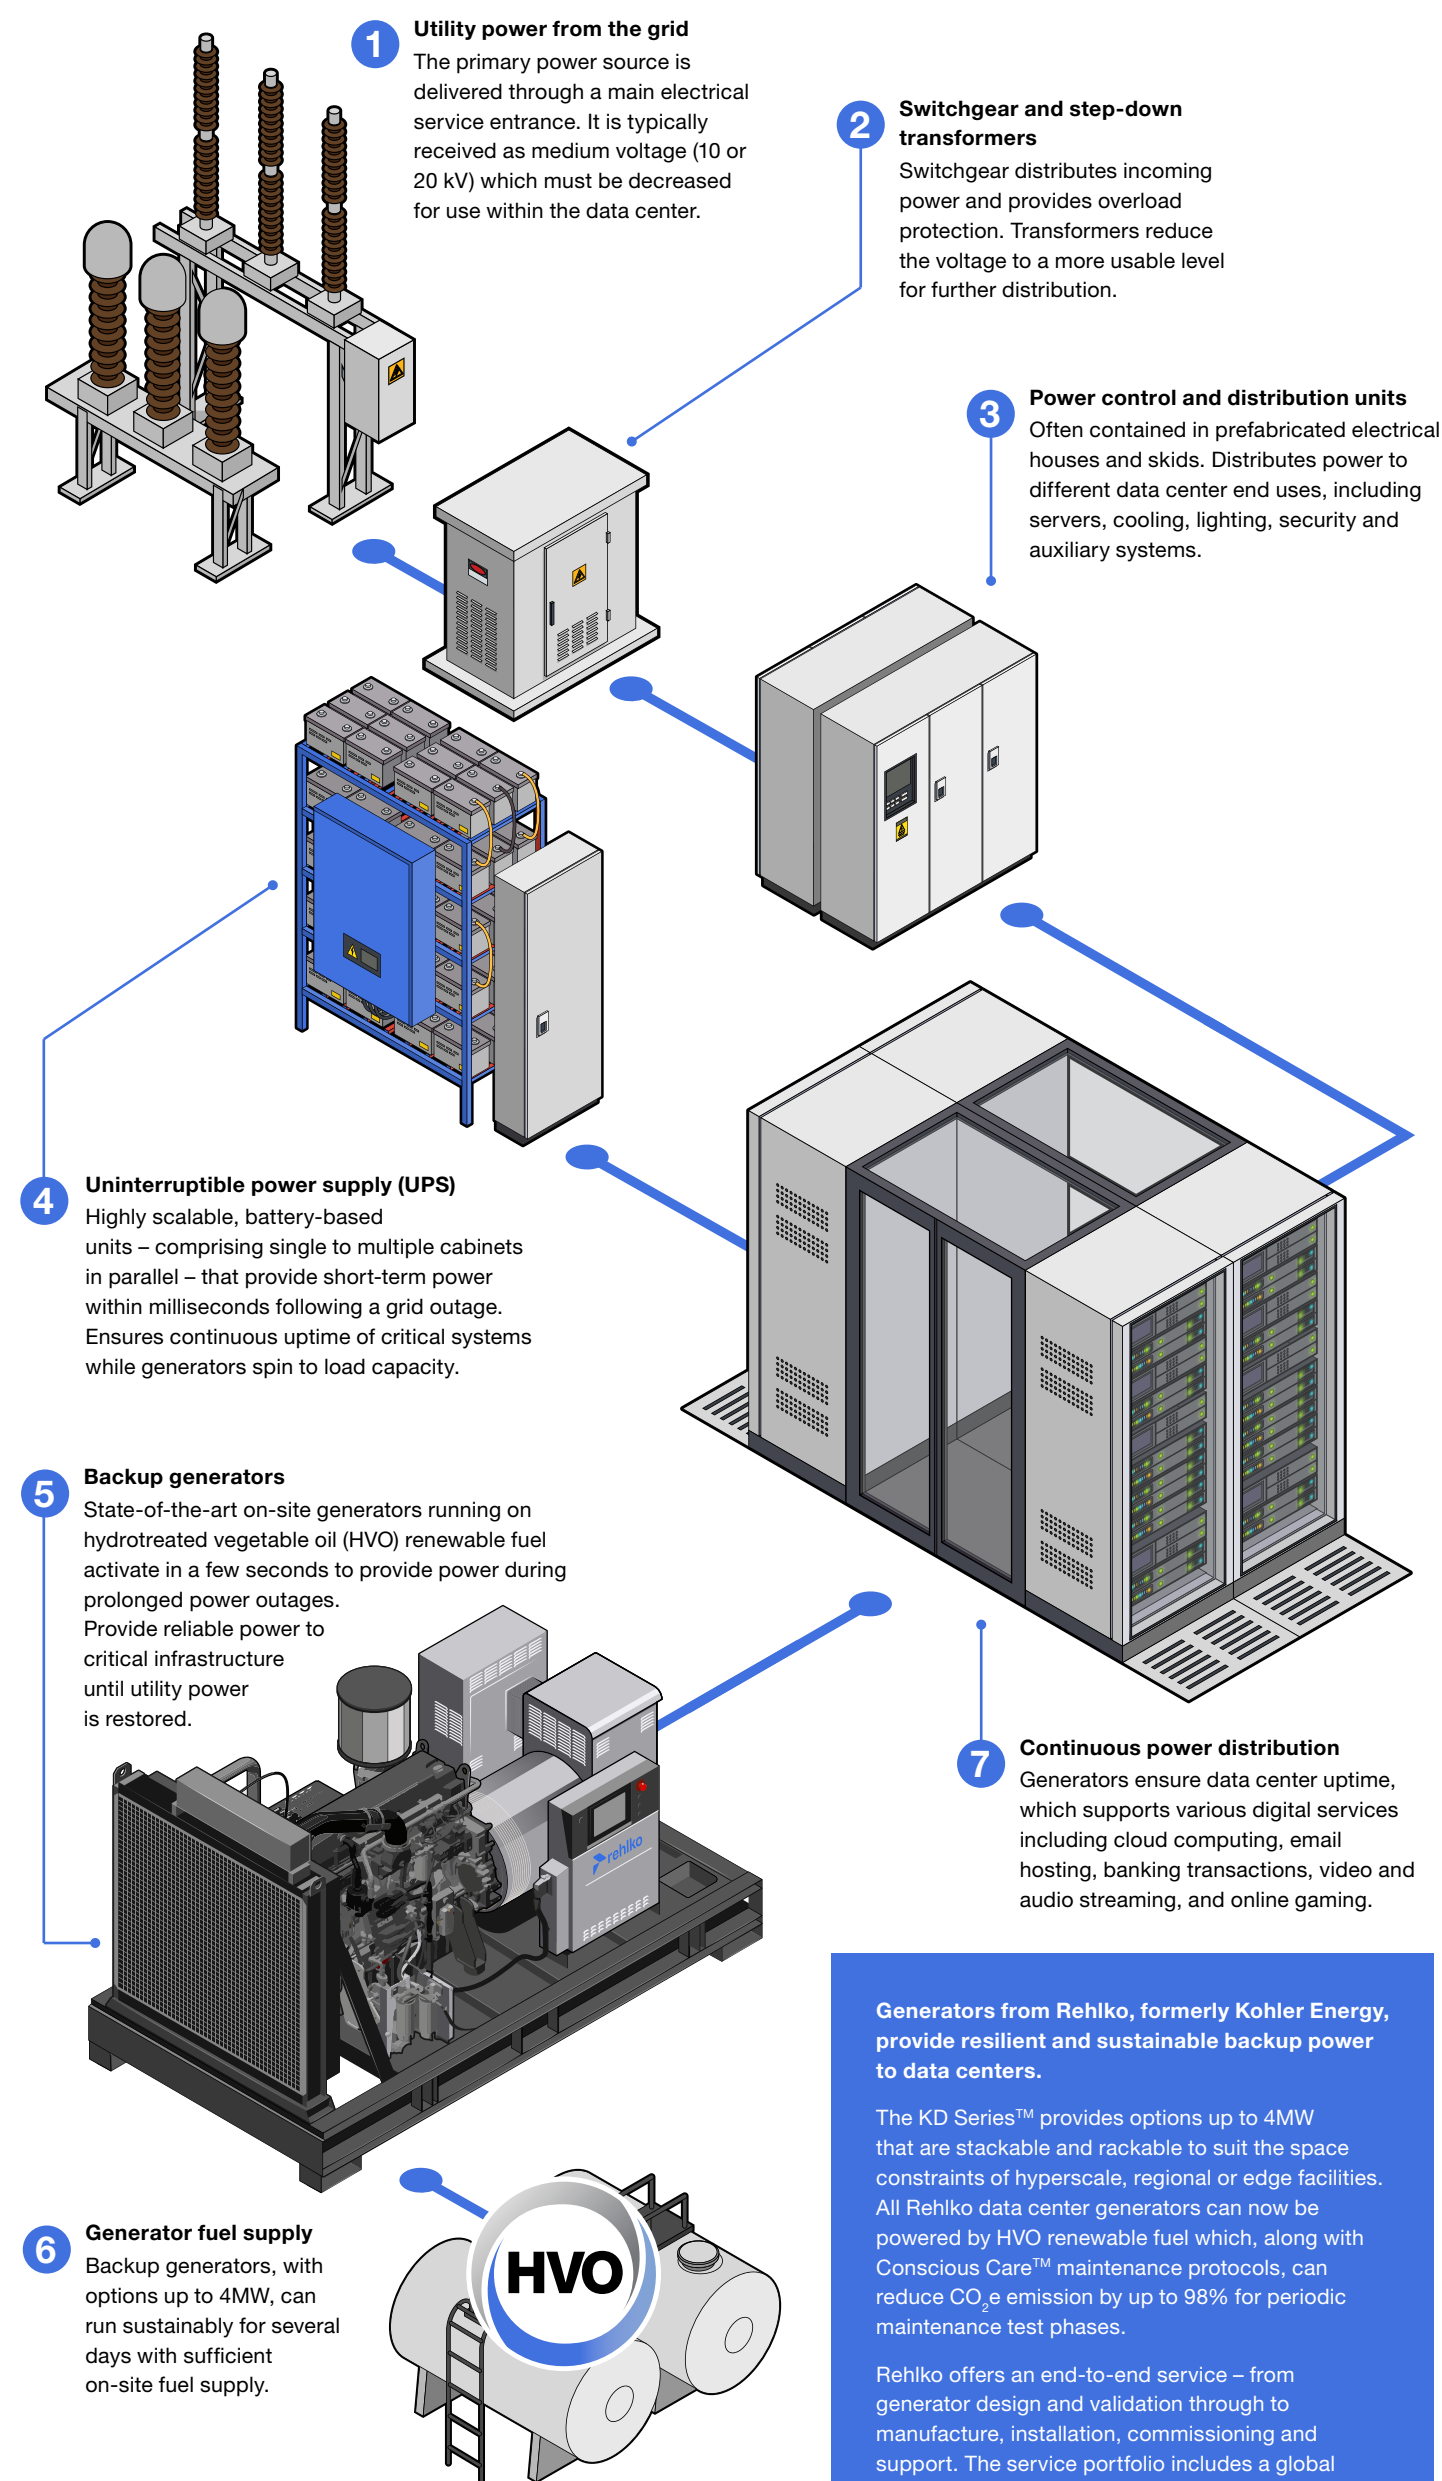 1
Utility power from the grid
The primary power source is
delivered through a main electrical
service entrance. It is typically
received as medium voltage (10 or
20 kV) which must be decreased
for use within the data center.
2
Switchgear and step-down
transformers
Switchgear distributes incoming
power and provides overload
protection. Transformers reduce
the voltage to a more usable level
for further distribution.
3
Power control and distribution units
Often contained in prefabricated electrical
houses and skids. Distributes power to
different data center end uses, including
servers, cooling, lighting, security and
auxiliary systems.
4
Uninterruptible power supply (UPS)
Highly scalable, battery-based
units – comprising single to multiple cabinets
in parallel – that provide short-term power
within milliseconds following a grid outage.
Ensures continuous uptime of critical systems
while generators spin to load capacity.
5
Backup generators
State-of-the-art on-site generators running on
hydrotreated vegetable oil (HVO) renewable fuel
activate in a few seconds to provide power during
prolonged power outages.
Provide reliable power to
critical infrastructure
until utility power
is restored.
rehlko
6
Generator fuel supply
Backup generators, with
options up to 4MW, can
run sustainably for several
days with sufficient
on-site fuel supply.
HVO
7
Continuous power distribution
Generators ensure data center uptime,
which supports various digital services
including cloud computing, email
hosting, banking transactions, video and
audio streaming, and online gaming.
Generators from Rehlko, formerly Kohler Energy,
provide resilient and sustainable backup power
to data centers.
The KD Series™ provides options up to 4MW
that are stackable and rackable to suit the space
constraints of hyperscale, regional or edge facilities.
All Rehlko data center generators can now be
powered by HVO renewable fuel which, along with
Conscious Care™ maintenance protocols, can
reduce CO₂e emission by up to 98% for periodic
maintenance test phases.
Rehlko offers an end-to-end service – from
generator design and validation through to
manufacture, installation, commissioning and
support. The service portfolio includes a global